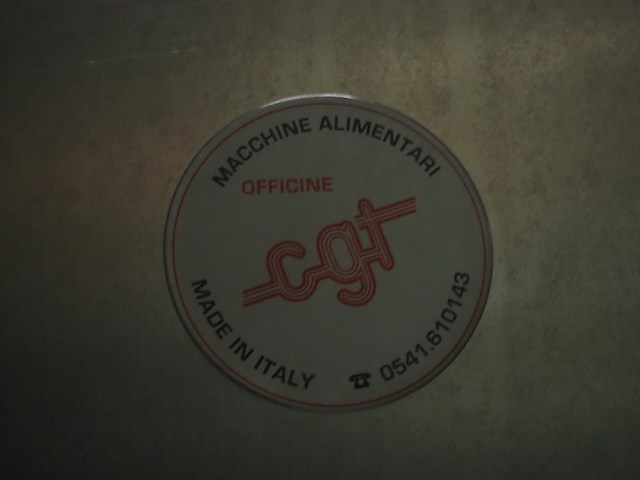 MACCHINE ALIMENTARI
OFFICINE
cgt
MADE IN ITALY
☎ 0541.610143